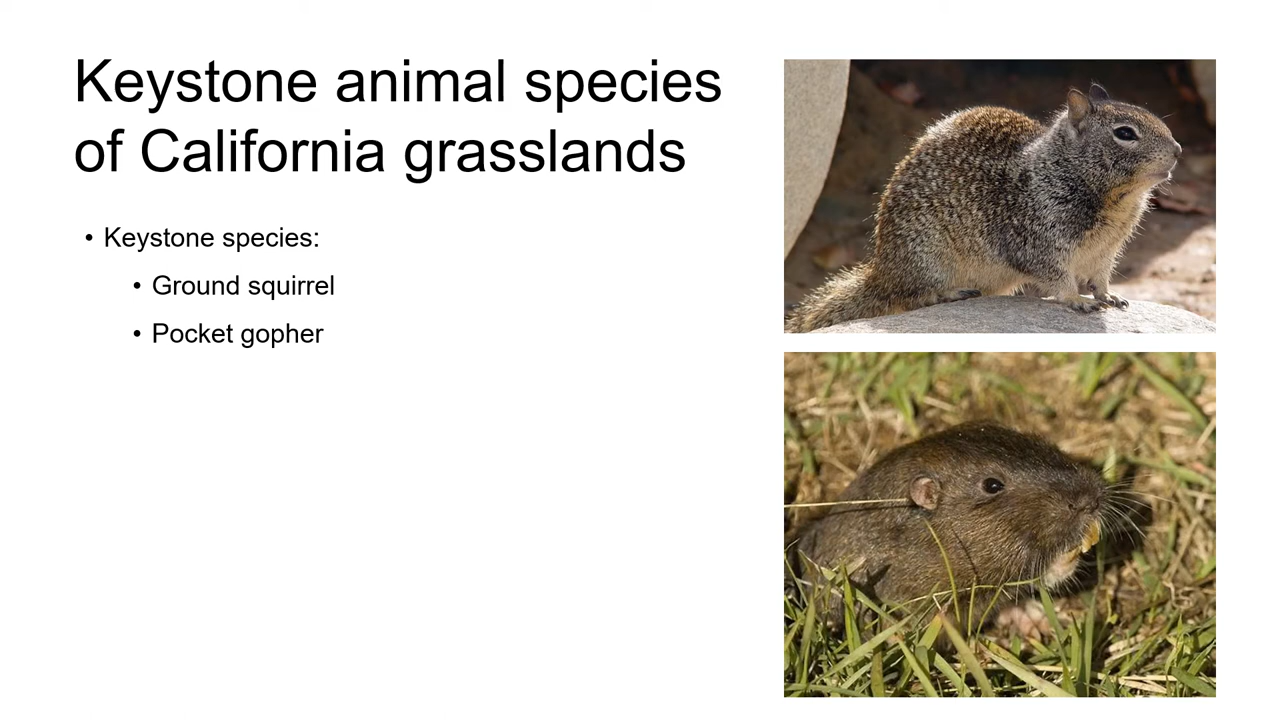 Keystone animal species
of California grasslands
• Keystone species:
• Ground squirrel
• Pocket gopher